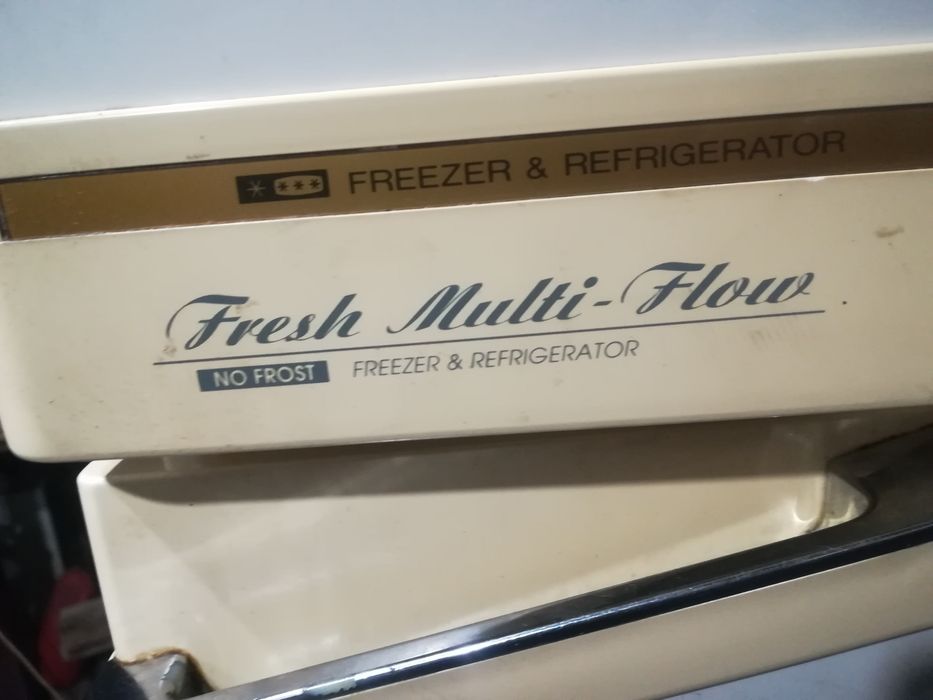 FREEZER & REFRIGERATOR
Fresh Multi-Flow
NO FROST FREEZER & REFRIGERATOR